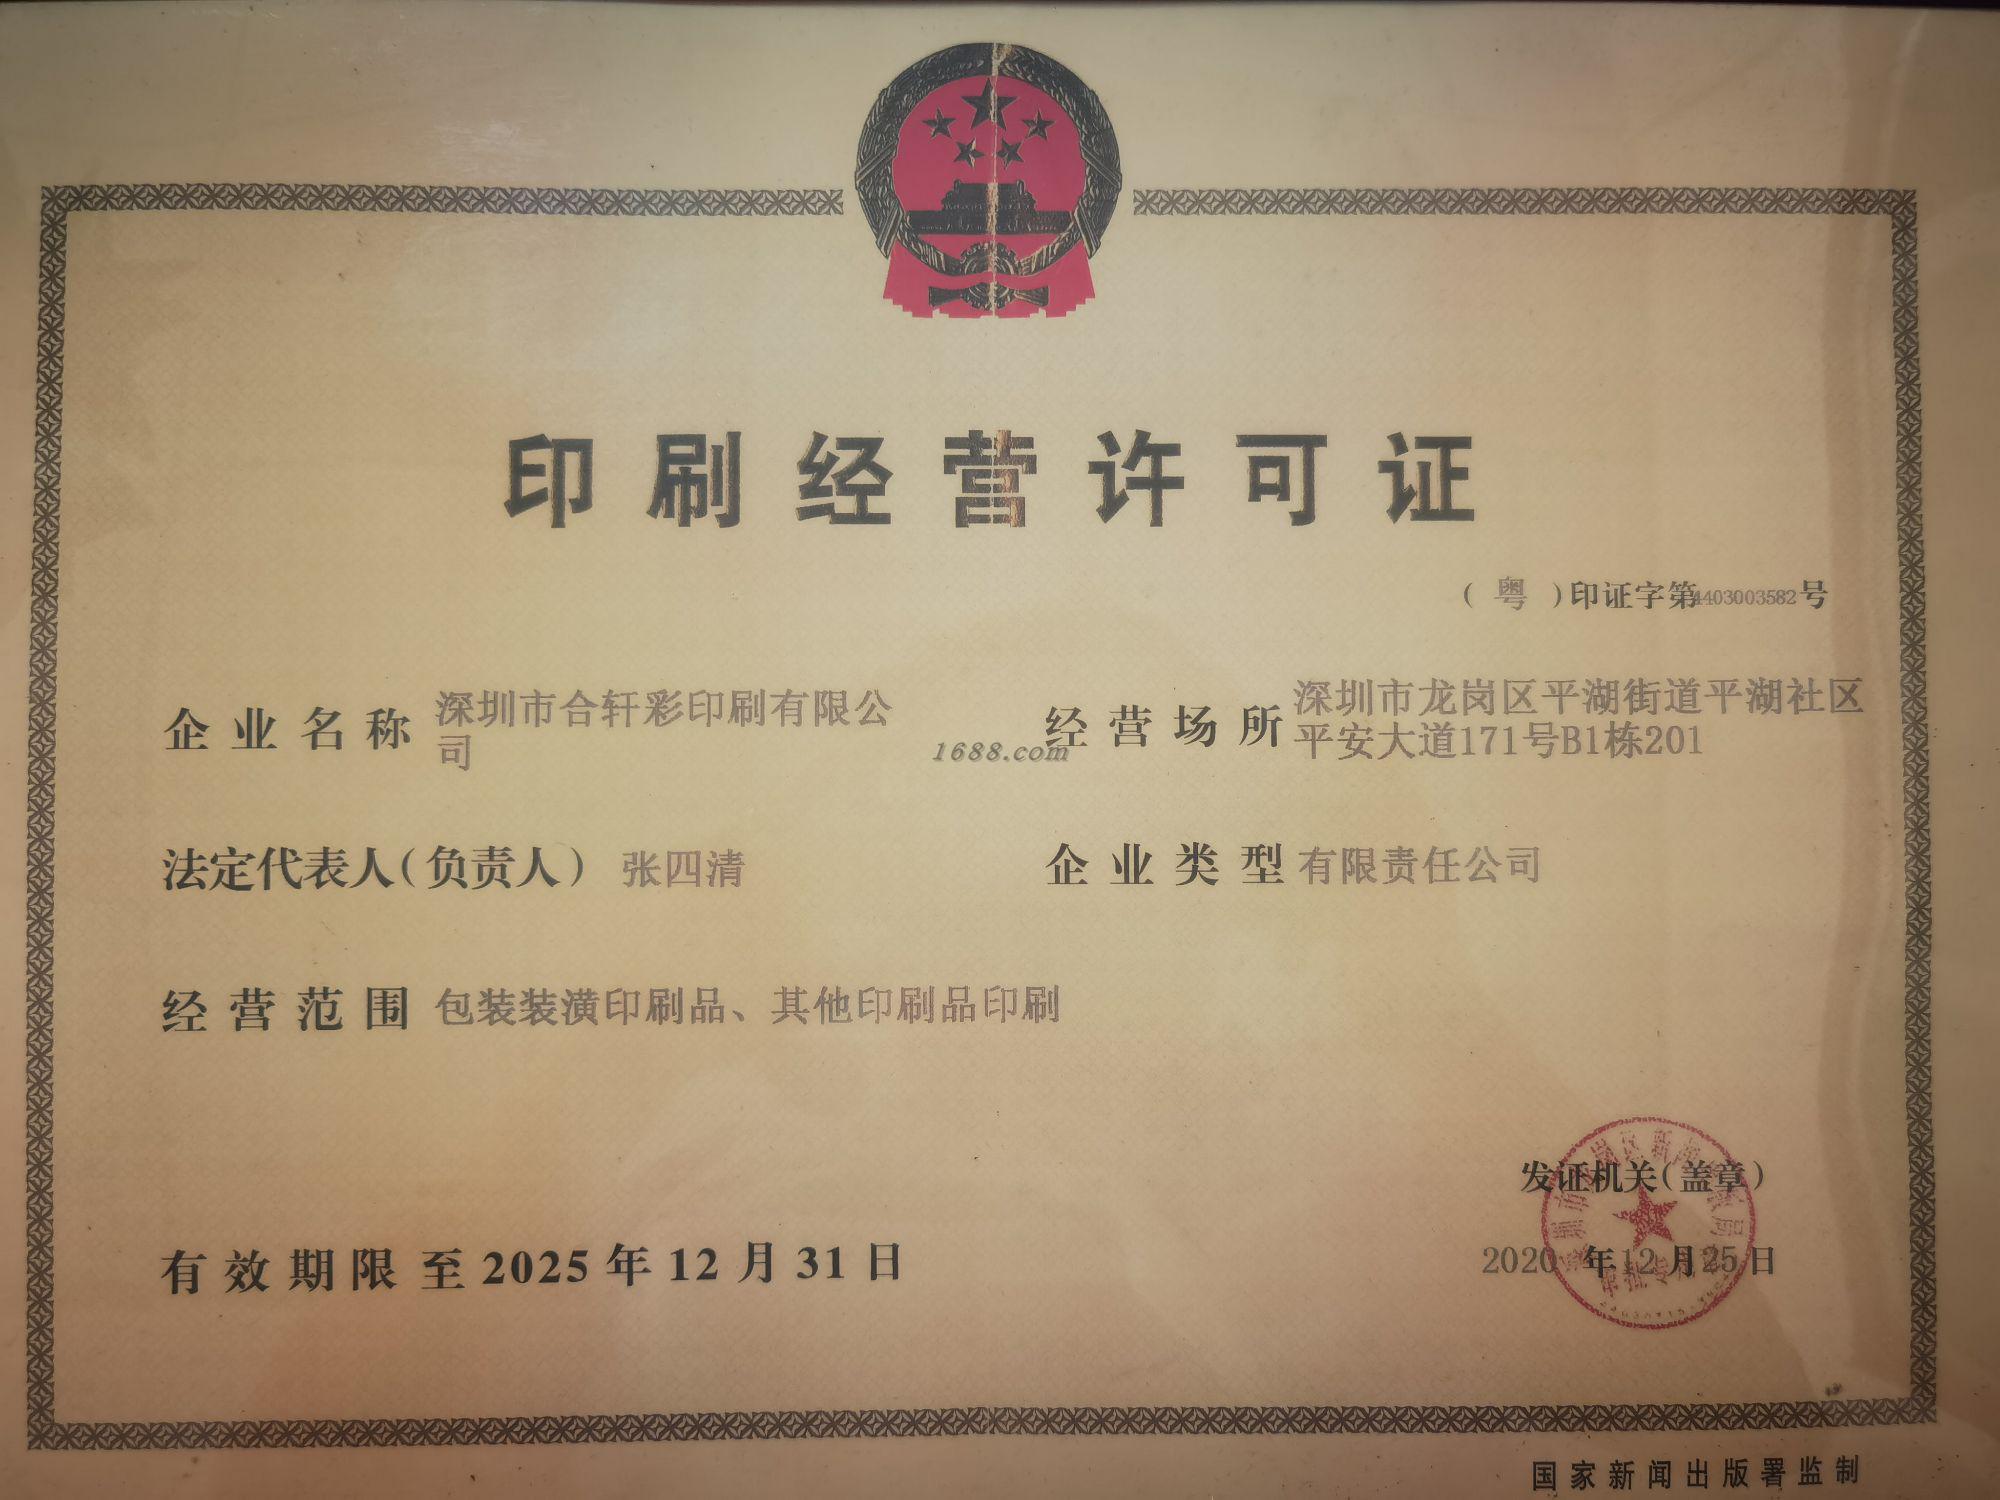 印刷经营许可证
（粤）印证字第4403003582号
企业名称 深圳市合轩彩印刷有限公
司
经营场所 深圳市龙岗区平湖街道平湖社区
平安大道171号B1栋201
1688.com
法定代表人（负责人） 张四清
企业类型 有限责任公司
经营范围 包装装潢印刷品、其他印刷品印刷
发证机关（盖章）
有效期限至2025年12月31日
2020年12月25日
国家新闻出版署监制